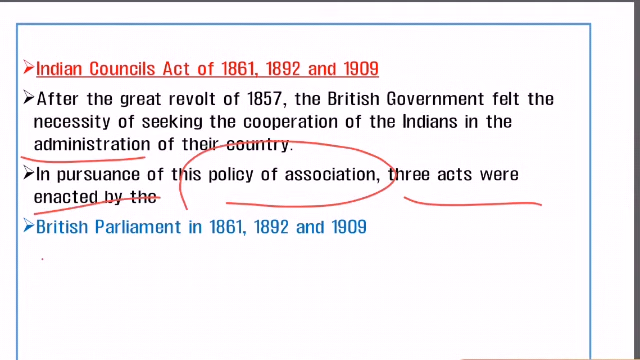 Indian Councils Act of 1861, 1892 and 1909
After the great revolt of 1857, the British Government felt the
necessity of seeking the cooperation of the Indians in the
administration of their country.
In pursuance of this policy of association, three acts were
enacted by the
British Parliament in 1861, 1892 and 1909